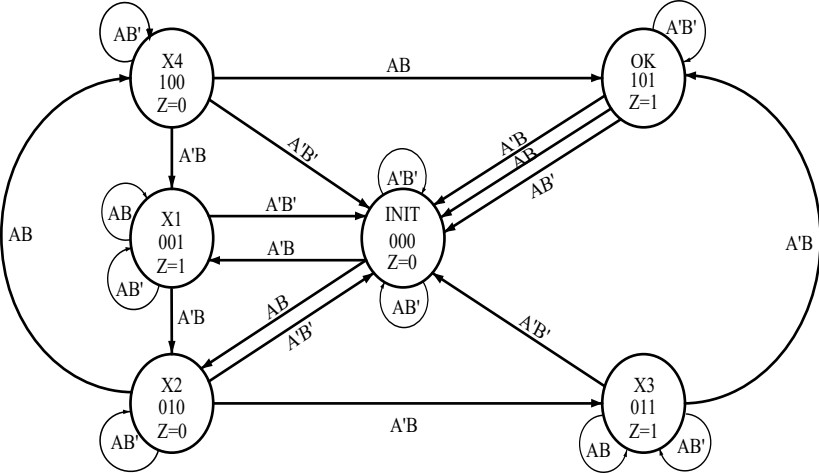 AB'
X4
100
Z=0
AB
OK
101
Z=1
A'B'
A'B
A'B'
A'B
AB
AB'
A'B'
INIT
000
Z=0
AB'
AB
AB
AB'
X1
001
Z=1
A'B'
A'B
A'B
A'B
AB
A'B'
A'B'
X2
010
Z=0
AB'
A'B
X3
011
Z=1
AB
AB'